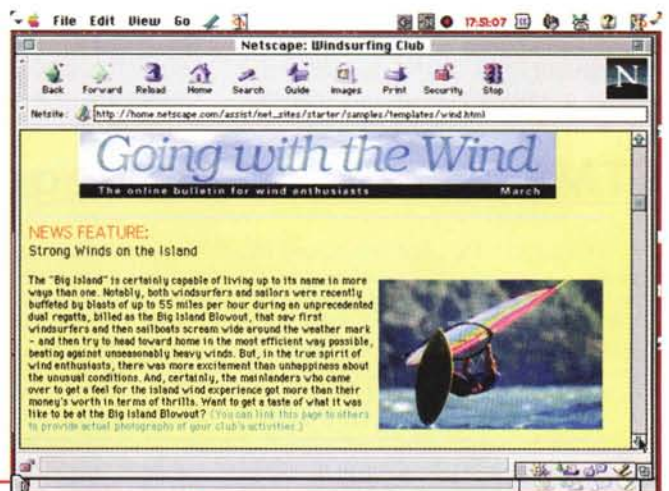 File Edit View Go 17:51:07
Netscape: Windsurfing Club
Back Forward Reload Home Search Guide Images Print Security Stop
N
Netsite: http://home.netscape.com/assist/net_sites/starter/samples/templates/wind.html
Going with the Wind
The online bulletin for wind enthusiasts March
NEWS FEATURE:
Strong Winds on the Island
The "Big Island" is certainly capable of living up to its name in more
ways than one. Notably, both windsurfers and sailors were recently
buffeted by blasts of up to 55 miles per hour during an unprecedented
dual regatta, billed as the Big Island Blowout, that saw first
windsurfers and then sailboats scream wide around the weather mark
- and then try to head toward home in the most efficient way possible,
beating against unseasonably heavy winds. But, in the true spirit of
wind enthusiasts, there was more excitement than unhappiness about
the unusual conditions. And, certainly, the mainlanders who came
over to get a feel for the island wind experience got more than their
money's worth in terms of thrills. Want to get a taste of what it was
like to be at the Big Island Blowout? (You can link this page to others
to provide actual photographs of your club's activities.)